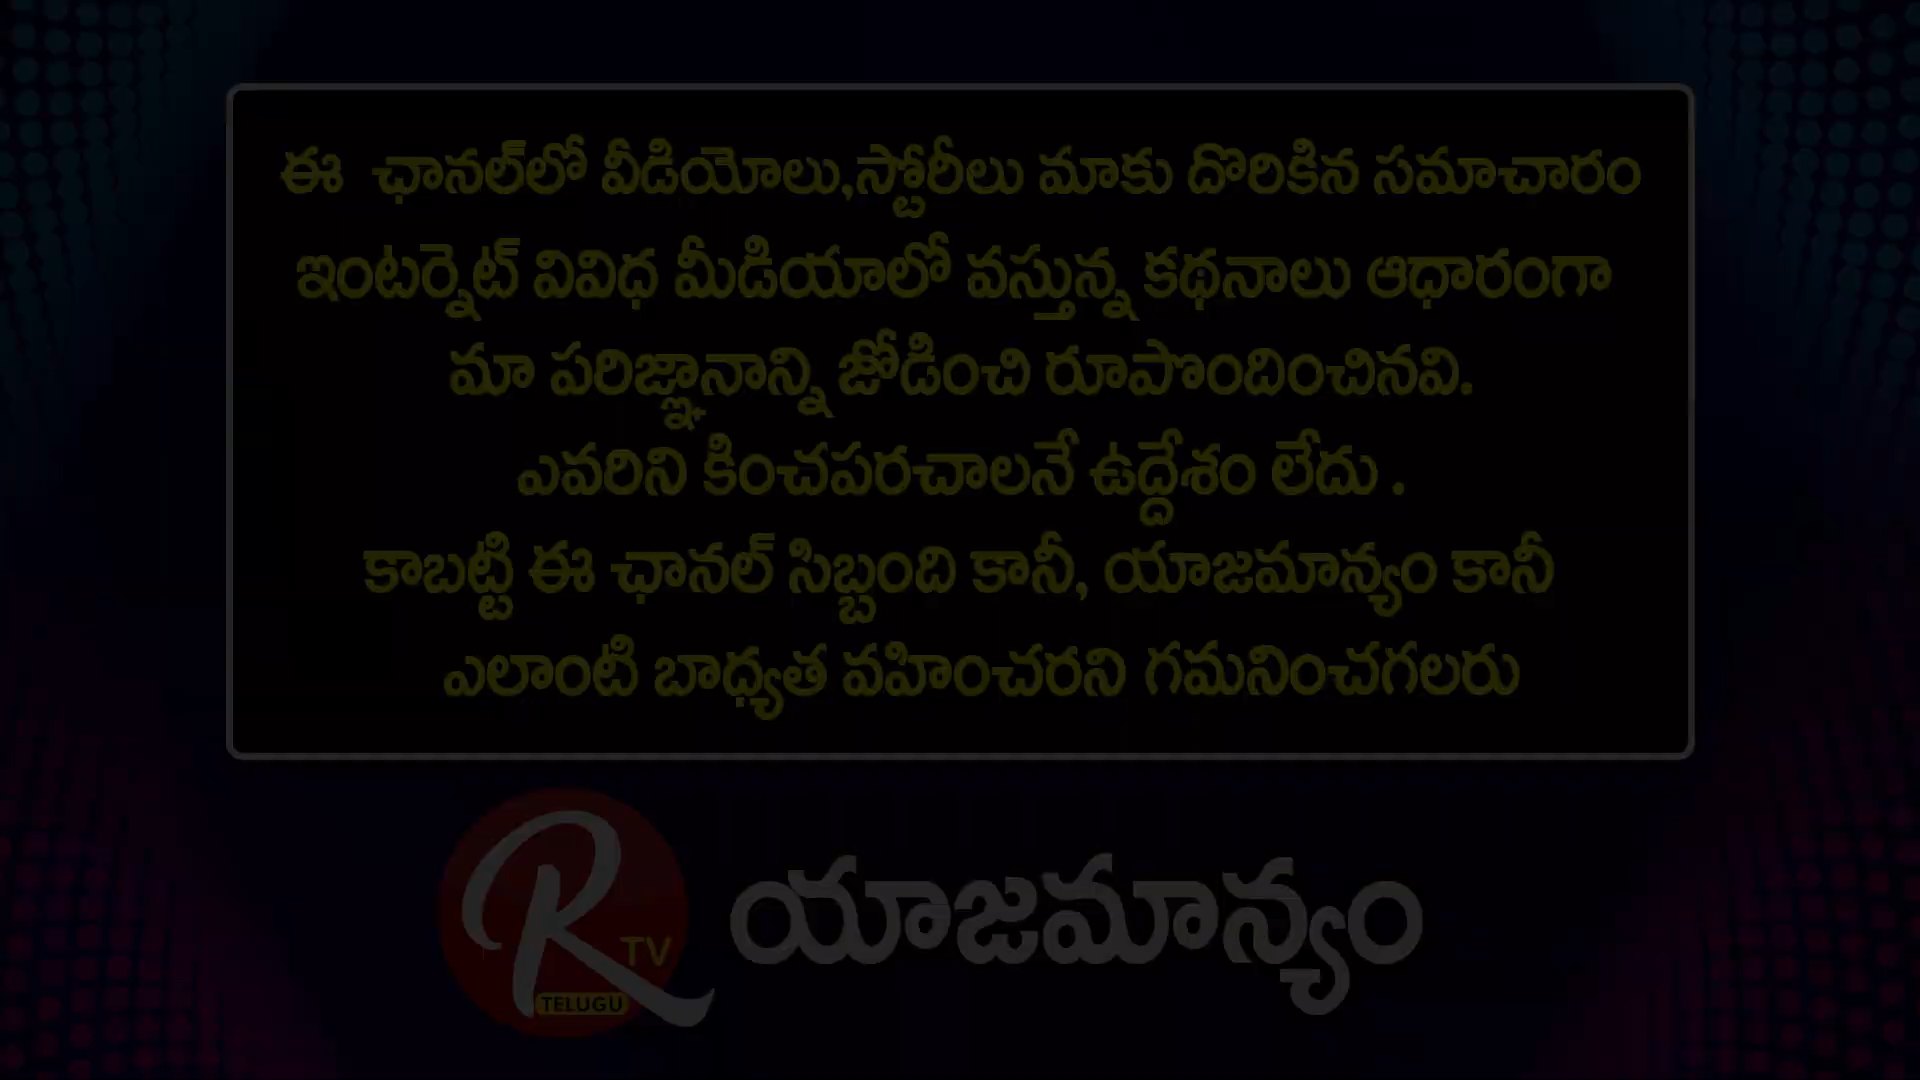 ఈ ఛానల్‌లో వీడియోలు,స్టోరీలు మాకు దొరికిన సమాచారం
ఇంటర్నెట్ వివిధ మీడియాలో వస్తున్న కథనాలు ఆధారంగా
మా పరిజ్ఞానాన్ని జోడించి రూపొందించినవి.
ఎవరిని కించపరచాలనే ఉద్దేశం లేదు .
కాబట్టి ఈ ఛానల్ సిబ్బంది కానీ, యాజమాన్యం కానీ
ఎలాంటి బాధ్యత వహించరని గమనించగలరు
R TV
TELUGU
యాజమాన్యం